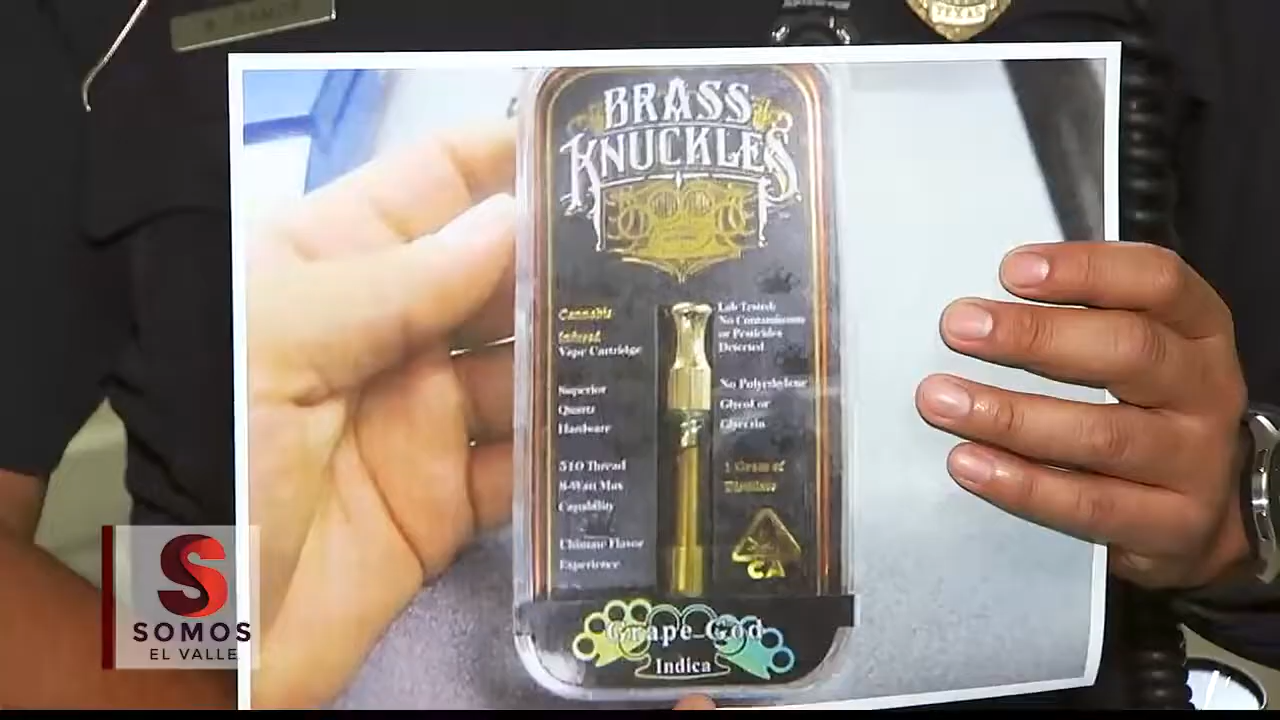 RAMOS
TEXAS
BRASS
KNUCKLES
Cannabis
Infused
Vape Cartridge
Superior
Quartz
Hardware
510 Thread
8-Watt Max
Capability
Ultimate Flavor
Experience
Lab Tested:
No Contaminants
or Pesticides
Detected
No Polyethylene
Glycol or
Glycerin
1 Gram of
Distillate
CA
Grape God
Indica
S
SOMOS
EL VALLE